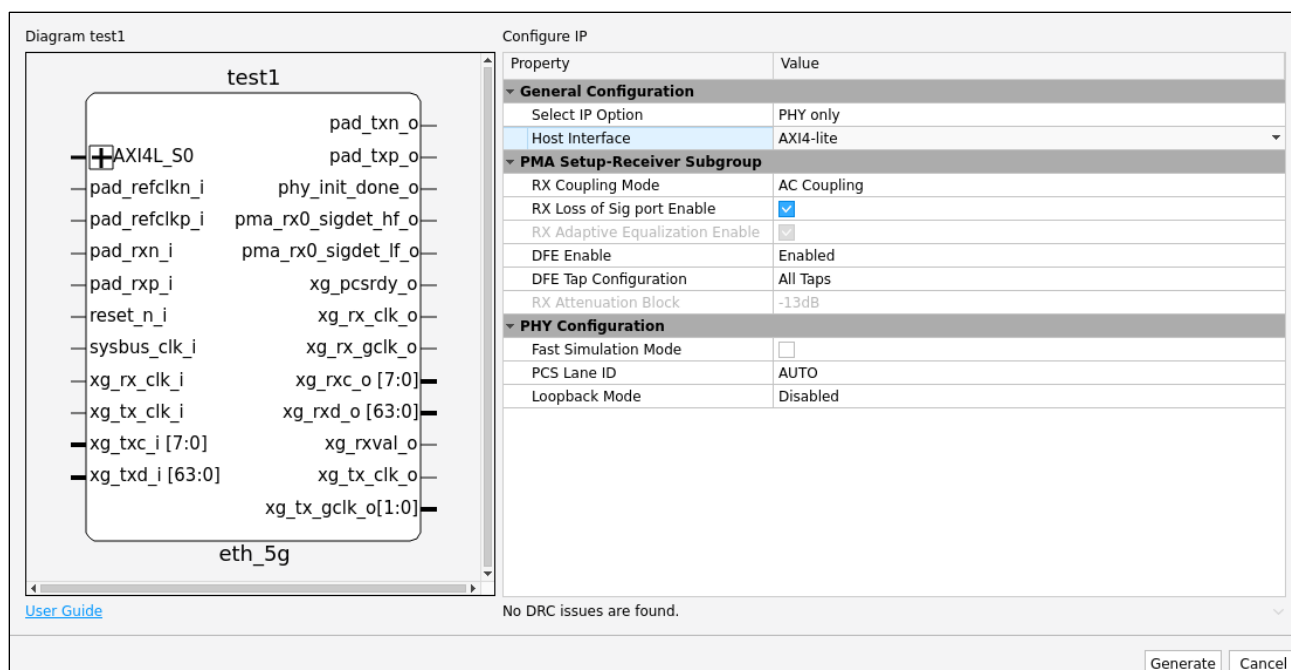 Diagram test1
test1
pad_txn_o
AXI4L_S0 pad_txp_o
pad_refclkn_i phy_init_done_o
pad_refclkp_i pma_rx0_sigdet_hf_o
pad_rxn_i pma_rx0_sigdet_lf_o
pad_rxp_i xg_pcsrdy_o
reset_n_i xg_rx_clk_o
sysbus_clk_i xg_rx_gclk_o
xg_rx_clk_i xg_rxc_o [7:0]
xg_tx_clk_i xg_rxd_o [63:0]
xg_txc_i [7:0] xg_rxval_o
xg_txd_i [63:0] xg_tx_clk_o
xg_tx_gclk_o[1:0]
eth_5g
User Guide
Configure IP
Property Value
General Configuration
Select IP Option PHY only
Host Interface AXI4-lite
PMA Setup-Receiver Subgroup
RX Coupling Mode AC Coupling
RX Loss of Sig port Enable
RX Adaptive Equalization Enable
DFE Enable Enabled
DFE Tap Configuration All Taps
RX Attenuation Block -13dB
PHY Configuration
Fast Simulation Mode
PCS Lane ID AUTO
Loopback Mode Disabled
No DRC issues are found.
Generate Cancel